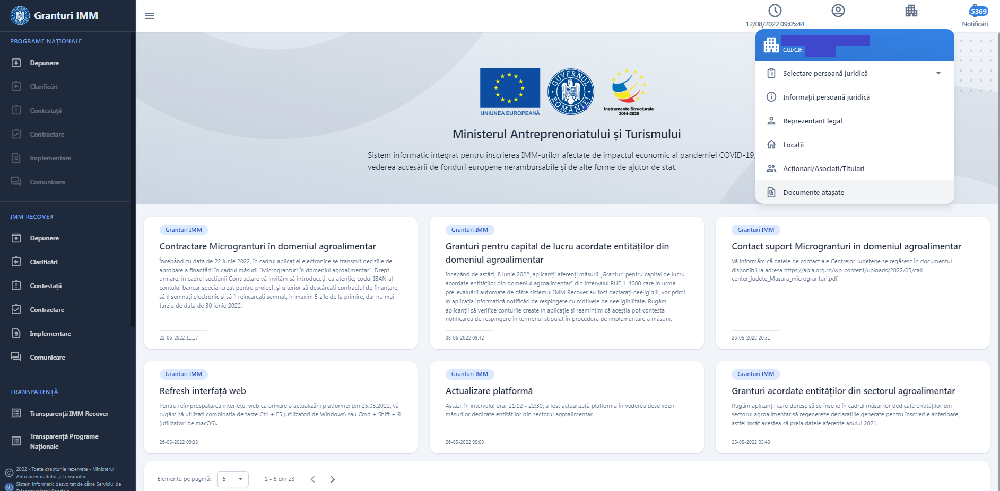 Granturi IMM
PROGRAME NAȚIONALE
Depunere
Clarificări
Contestații
Contractare
Implementare
Comunicare
IMM RECOVER
Depunere
Clarificări
Contestații
Contractare
Implementare
Comunicare
TRANSPARENȚĂ
Transparență IMM Recover
Transparență Programe
Naționale
2022 - Toate drepturile rezervate - Ministerul
Antreprenoriatului și Turismului
Sistem informatic dezvoltat de către Serviciul de
Telecomunicații Speciale
12/08/2022 09:05:44
5369
Notificări
CUI/CIF:
Selectare persoană juridică
Informații persoană juridică
Reprezentant legal
Locații
Acționari/Asociați/Titulari
Documente atașate
UNIUNEA EUROPEANĂ
GUVERNUL ROMÂNIEI
Instrumente Structurale
2014-2020
Ministerul Antreprenoriatului și Turismului
Sistem informatic integrat pentru înscrierea IMM-urilor afectate de impactul economic al pandemiei COVID-19,
vederea accesării de fonduri europene nerambursabile și de alte forme de ajutor de stat.
Granturi IMM
Contractare Microgranturi în domeniul agroalimentar
Începând cu data de 22 iunie 2022, în cadrul aplicației electronice se transmit deciziile de
aprobare a finanțării în cadrul măsurii "Microgranturi în domeniul agroalimentar". Drept
urmare, în cadrul secțiunii Contractare vă invităm să introduceți, cu atenție, codul IBAN al
contului bancar special creat pentru proiect, și ulterior să descărcați contractul de finanțare,
să îl semnați electronic si să îl reîncarcați semnat, in maxim 5 zile de la primire, dar nu mai
tarziu de data de 30 iunie 2022.
22-06-2022 11:17
Granturi IMM
Granturi pentru capital de lucru acordate entităților din
domeniul agroalimentar
Începând de astăzi, 8 iunie 2022, aplicanții aferenți măsurii „Granturi pentru capital de lucru
acordate entităților din domeniul agroalimentar" din intervalul RUE 1-4000 care în urma
pre-evaluării automate de către sistemul IMM Recover au fost declarați neeligibili, vor primi
în aplicația informatică notificări de respingere cu motivele de neeligibilitate. Rugăm
aplicanții să verifice conturile create în aplicație și reamintim că aceștia pot contesta
notificarea de respingere în termenul stipulat în procedura de implementare a măsurii.
08-06-2022 09:42
Granturi IMM
Contact suport Microgranturi in domeniul agroalimentar
Vă informăm că datele de contact ale Centrelor Județene se regăsesc în documentul
disponibil la adresa https://apia.org.ro/wp-content/uploads/2022/05/call-
center_judete_Masura_microgranturi.pdf
26-05-2022 20:31
Granturi IMM
Refresh interfață web
Pentru reîmprospătarea interfeței web ca urmare a actualizării platformei din 25.05.2022, vă
rugăm să utilizați combinația de taste Ctrl + F5 (utilizatori de Windows) sau Cmd + Shift + R
(utilizatori de macOS).
26-05-2022 09:38
Granturi IMM
Actualizare platformă
Astăzi, în intervalul orar 21:12 - 22:30, a fost actualizată platforma în vederea deschiderii
măsurilor dedicate entităților din sectorul agroalimentar.
26-05-2022 05:03
Granturi IMM
Granturi acordate entităților din sectorul agroalimentar
Rugăm aplicanții care doresc să se înscrie în cadrul măsurilor dedicate entităților din
sectorul agroalimentar să regenereze declarațiile generate pentru înscrierile anterioare,
astfel încât acestea să preia datele aferente anului 2021.
25-05-2022 05:43
Elemente pe pagină:
6
1 - 6 din 23